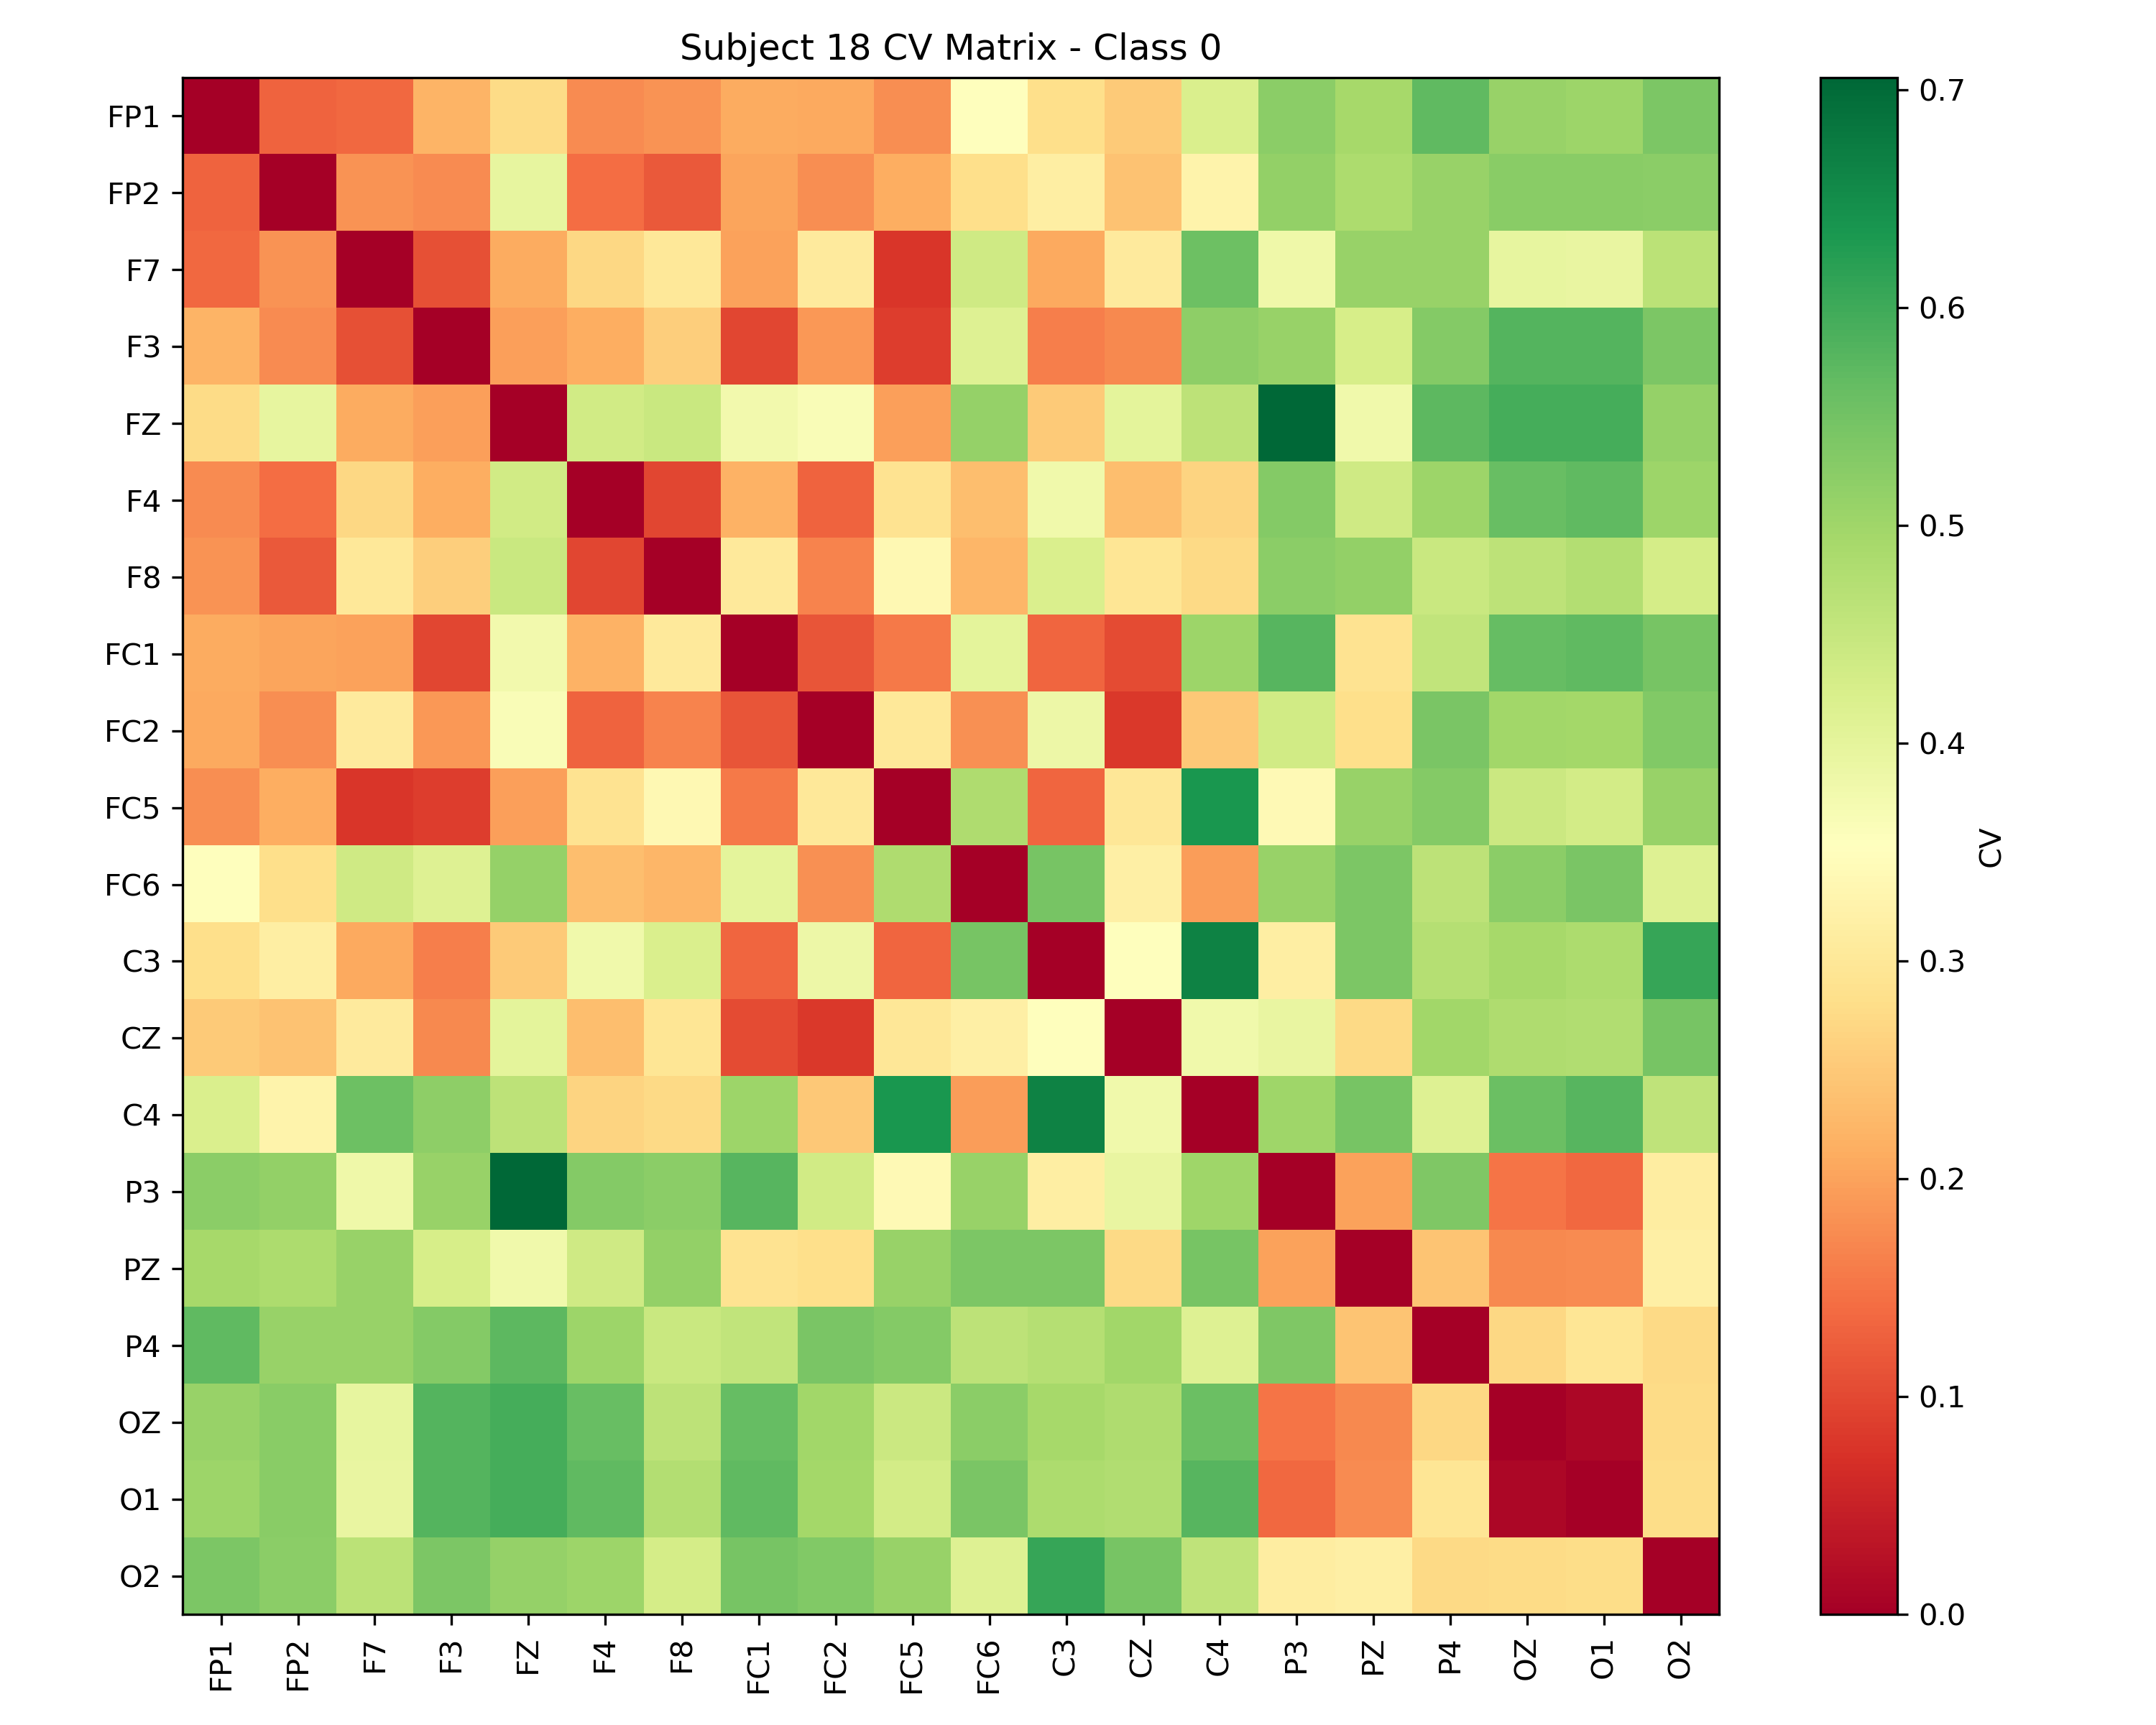 Subject 18 CV Matrix - Class 0
FP1
FP2
F7
F3
FZ
F4
F8
FC1
FC2
FC5
FC6
C3
CZ
C4
P3
PZ
P4
OZ
O1
O2
FP1
FP2
F7
F3
FZ
F4
F8
FC1
FC2
FC5
FC6
C3
CZ
C4
P3
PZ
P4
OZ
O1
O2
0.7
0.6
0.5
0.4
0.3
0.2
0.1
0.0
CV